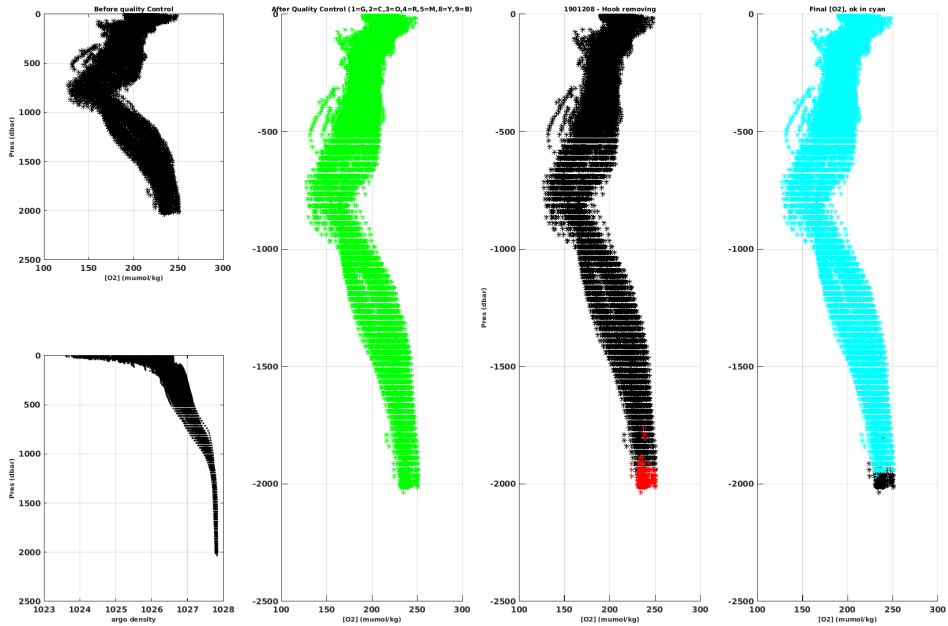 Before quality Control
0
500
1000
1500
2000
2500
Pres (dbar)
100 150 200 250 300
[O2] (mumol/kg)
0
500
1000
1500
2000
2500
Pres (dbar)
1023 1024 1025 1026 1027 1028
argo density
After Quality Control (1=G,2=C,3=O,4=R,5=M,8=Y,9=B)
0
-500
-1000
-1500
-2000
-2500
100 150 200 250 300
[O2] (mumol/kg)
1901208 - Hook removing
0
-500
-1000
-1500
-2000
-2500
Pres (dbar)
100 150 200 250 300
[O2] (mumol/kg)
Final [O2], ok in cyan
0
-500
-1000
-1500
-2000
-2500
100 150 200 250 300
[O2] (mumol/kg)